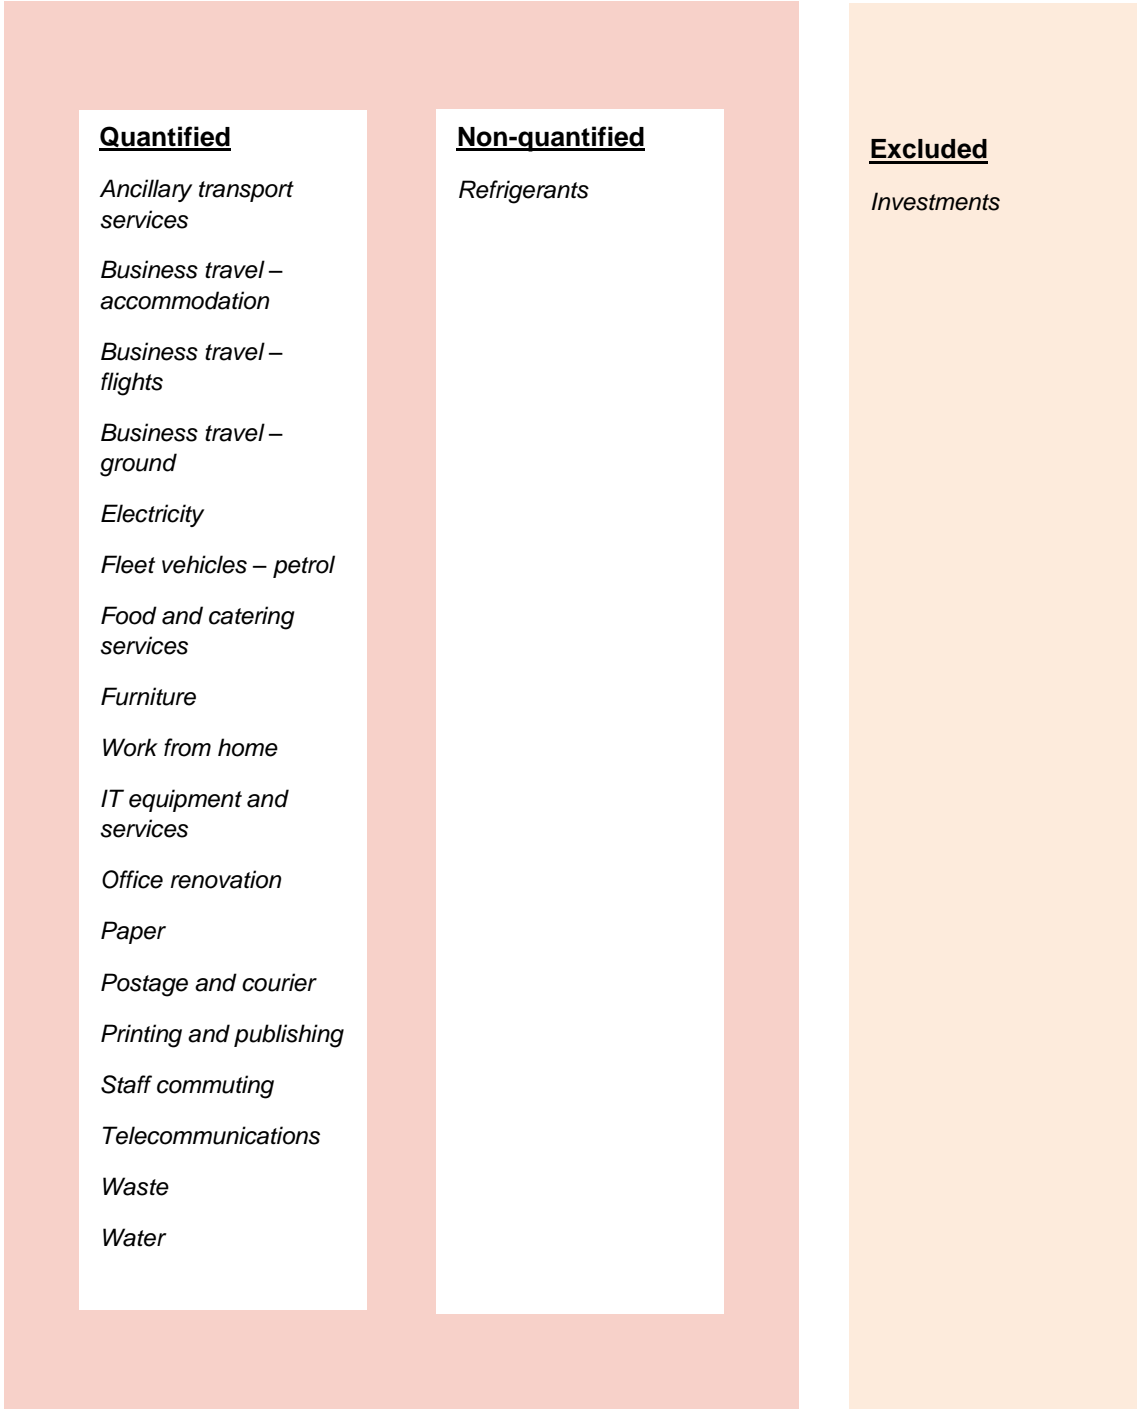 Quantified
Ancillary transport
services
Business travel –
accommodation
Business travel –
flights
Business travel –
ground
Electricity
Fleet vehicles – petrol
Food and catering
services
Furniture
Work from home
IT equipment and
services
Office renovation
Paper
Postage and courier
Printing and publishing
Staff commuting
Telecommunications
Waste
Water
Non-quantified
Refrigerants
Excluded
Investments